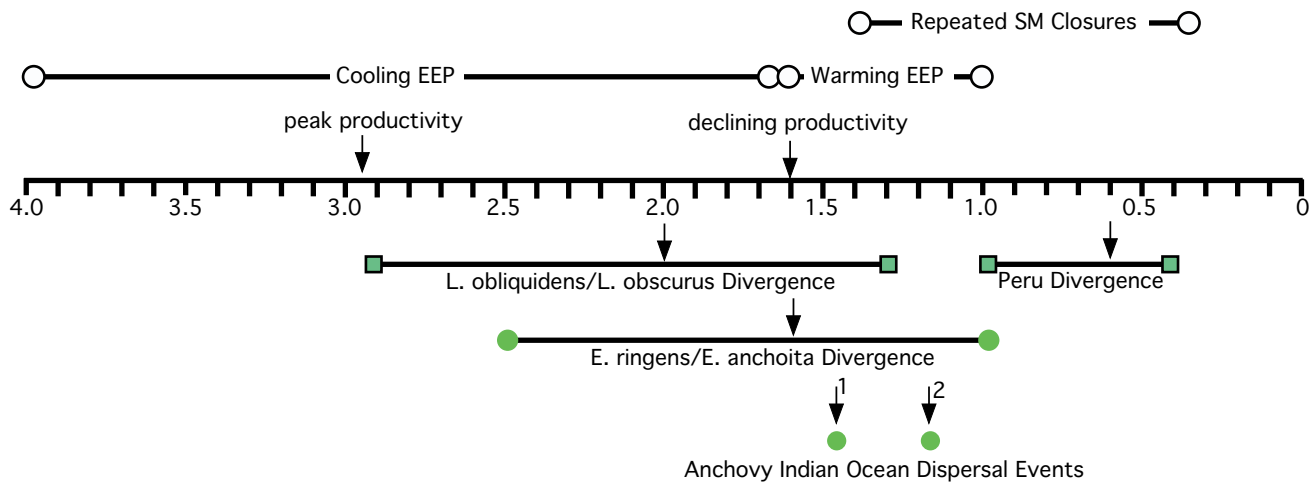 Repeated SM Closures
Cooling EEP
Warming EEP
peak productivity
declining productivity
4.0 3.5 3.0 2.5 2.0 1.5 1.0 0.5 0
L. obliquidens/L. obscurus Divergence
Peru Divergence
E. ringens/E. anchoita Divergence
1
2
Anchovy Indian Ocean Dispersal Events